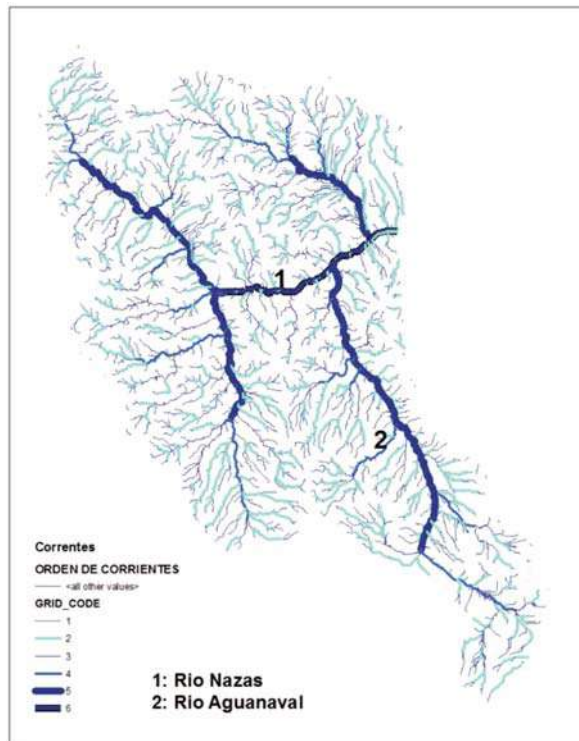 1
2
Correntes
ORDEN DE CORRIENTES
<all other values>
GRID_CODE
1
2
3
4
5
6
1: Rio Nazas
2: Rio Aguanaval